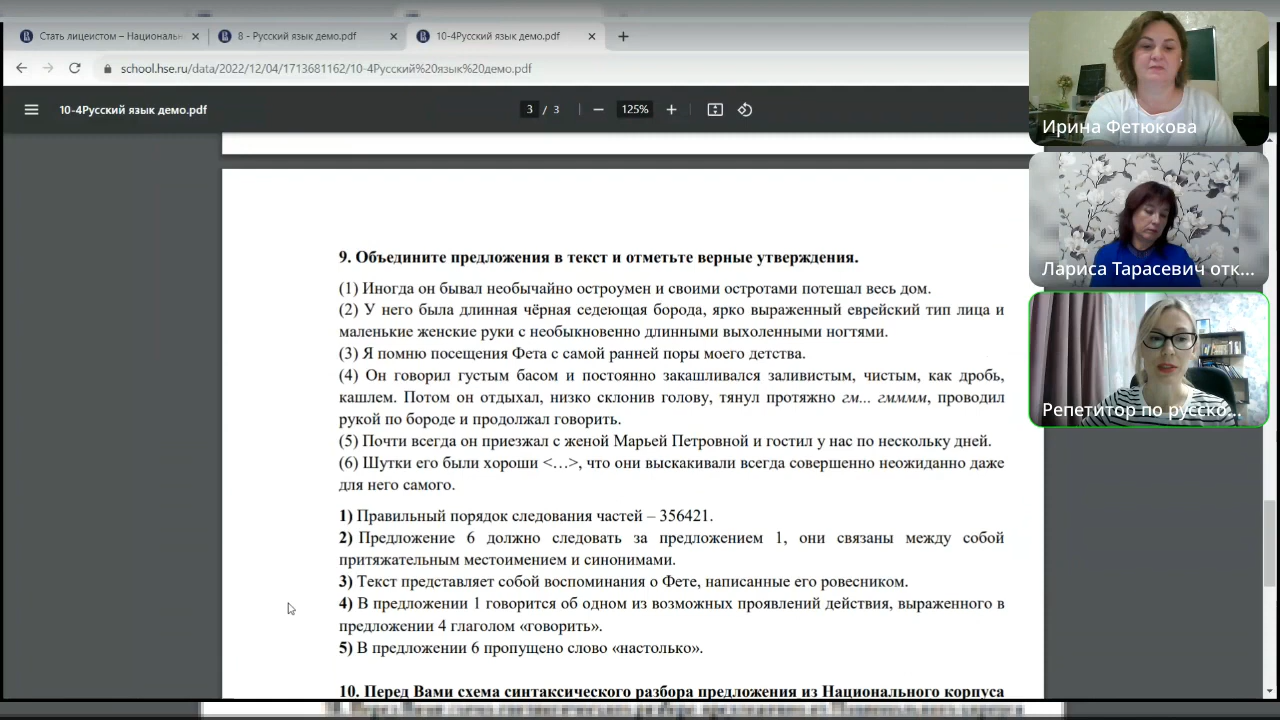 Стать лицеистом – Национальн
8 - Русский язык демо.pdf
10-4Русский язык демо.pdf
school.hse.ru/data/2022/12/04/1713681162/10-4Русский%20язык%20демо.pdf
10-4Русский язык демо.pdf
3 / 3
125%
9. Объедините предложения в текст и отметьте верные утверждения.
(1) Иногда он бывал необычайно остроумен и своими остротами потешал весь дом.
(2) У него была длинная чёрная седеющая борода, ярко выраженный еврейский тип лица и
маленькие женские руки с необыкновенно длинными выхоленными ногтями.
(3) Я помню посещения Фета с самой ранней поры моего детства.
(4) Он говорил густым басом и постоянно закашливался заливистым, чистым, как дробь,
кашлем. Потом он отдыхал, низко склонив голову, тянул протяжно гм... гмммм, проводил
рукой по бороде и продолжал говорить.
(5) Почти всегда он приезжал с женой Марьей Петровной и гостил у нас по нескольку дней.
(6) Шутки его были хороши <…>, что они выскакивали всегда совершенно неожиданно даже
для него самого.
1) Правильный порядок следования частей – 356421.
2) Предложение 6 должно следовать за предложением 1, они связаны между собой
притяжательным местоимением и синонимами.
3) Текст представляет собой воспоминания о Фете, написанные его ровесником.
4) В предложении 1 говорится об одном из возможных проявлений действия, выраженного в
предложении 4 глаголом «говорить».
5) В предложении 6 пропущено слово «настолько».
10. Перед Вами схема синтаксического разбора предложения из Национального корпуса
Ирина Фетюкова
Лариса Тарасевич отк...
Репетитор по русско...